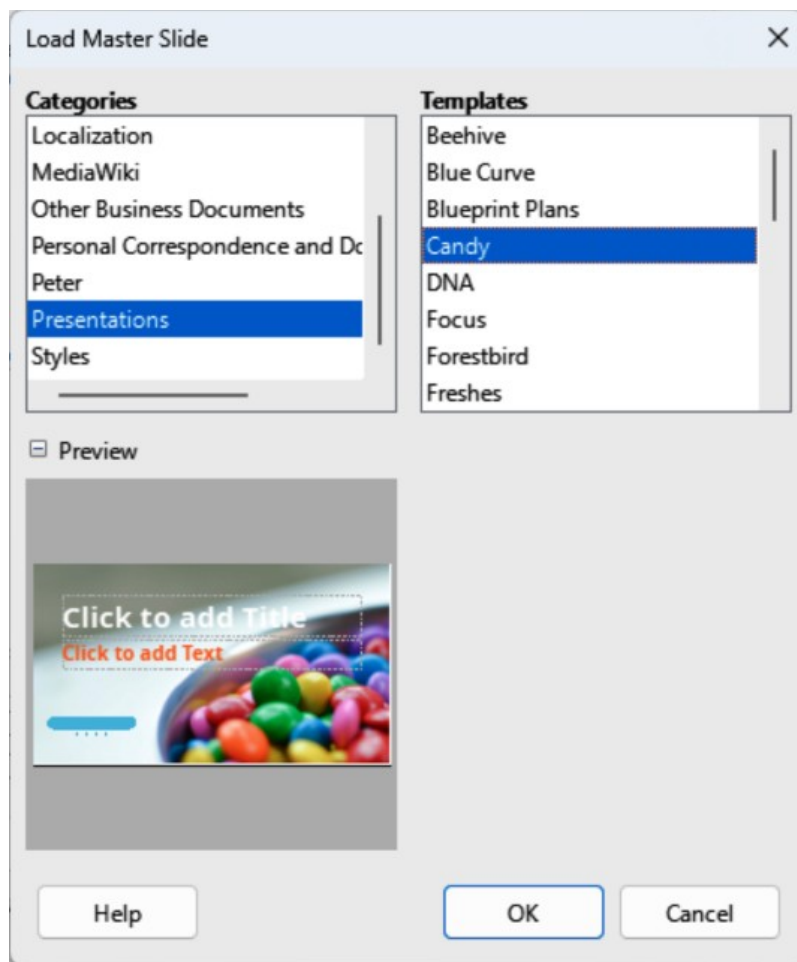 Load Master Slide
Categories
Localization
MediaWiki
Other Business Documents
Personal Correspondence and Dc
Peter
Presentations
Styles
Templates
Beehive
Blue Curve
Blueprint Plans
Candy
DNA
Focus
Forestbird
Freshes
Preview
Click to add Title
Click to add Text
Help
OK
Cancel